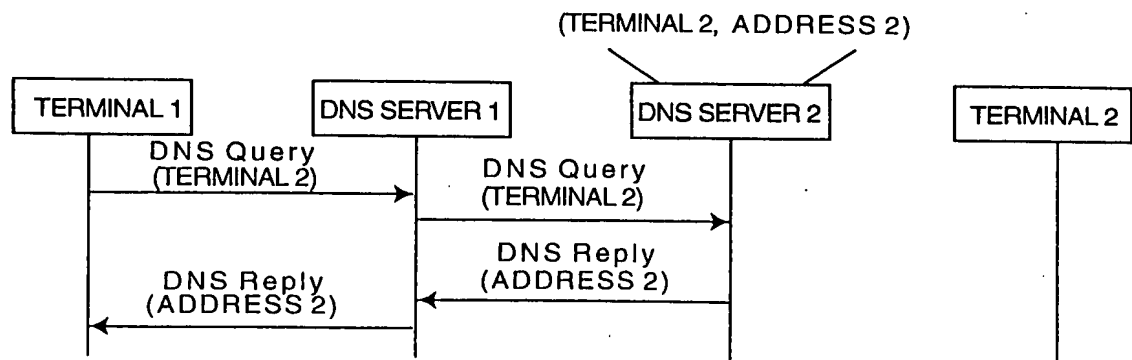 (TERMINAL 2, ADDRESS 2)
TERMINAL 1
DNS SERVER 1
DNS SERVER 2
TERMINAL 2
DNS Query
(TERMINAL 2)
DNS Query
(TERMINAL 2)
DNS Reply
(ADDRESS 2)
DNS Reply
(ADDRESS 2)